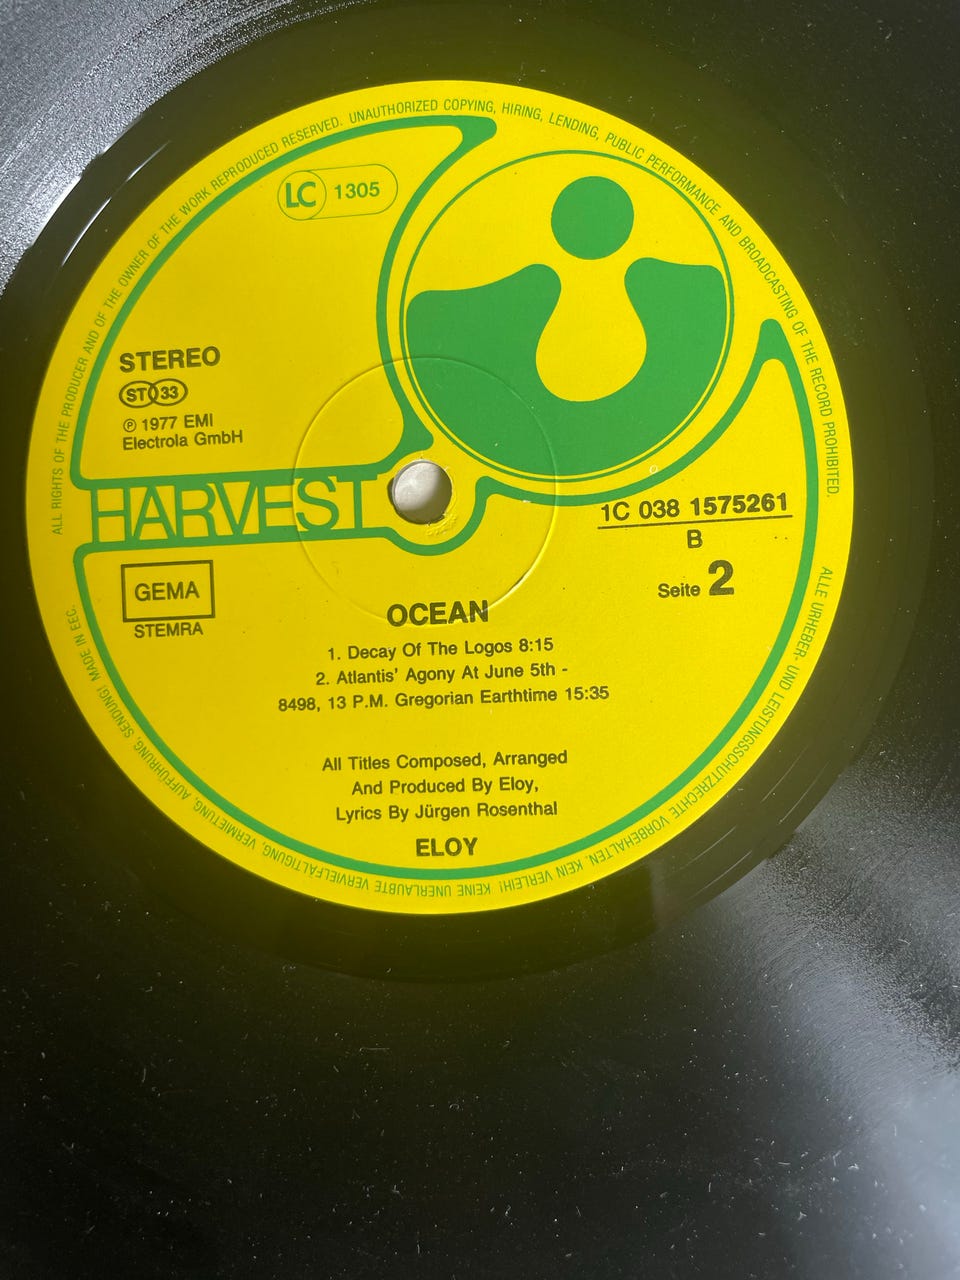 ALL RIGHTS OF THE PRODUCER AND OF THE OWNER OF THE WORK REPRODUCED RESERVED. UNAUTHORIZED COPYING, HIRING, LENDING, PUBLIC PERFORMANCE AND BROADCASTING OF THE RECORD PROHIBITED.
LC 1305
STEREO
ST 33
℗ 1977 EMI
Electrola GmbH
HARVEST
1C 038 1575261
B
Seite 2
GEMA
STEMRA
OCEAN
1. Decay Of The Logos 8:15
2. Atlantis' Agony At June 5th -
8498, 13 P.M. Gregorian Earthtime 15:35
All Titles Composed, Arranged
And Produced By Eloy,
Lyrics By Jürgen Rosenthal
ELOY
ALLE URHEBER- UND LEISTUNGSSCHUTZRECHTE VORBEHALTEN. KEIN VERLEIH! KEINE UNERLAUBTE VERVIELFÄLTIGUNG, VERMIETUNG, AUFFÜHRUNG, SENDUNG! MADE IN EEC.